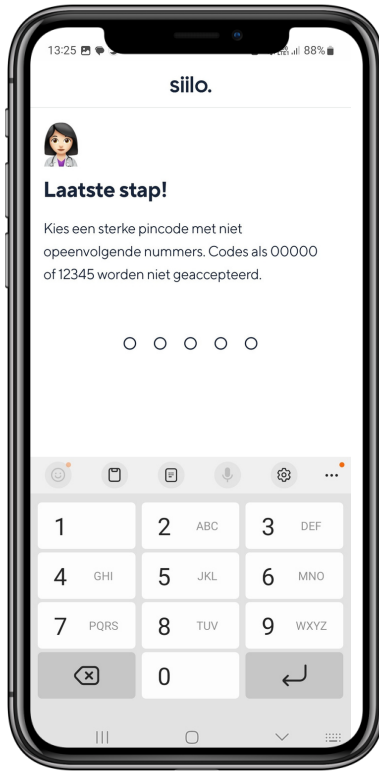 13:25
88%
siilo.
Laatste stap!
Kies een sterke pincode met niet
opeenvolgende nummers. Codes als 00000
of 12345 worden niet geaccepteerd.
1 2 ABC 3 DEF
4 GHI 5 JKL 6 MNO
7 PQRS 8 TUV 9 WXYZ
0